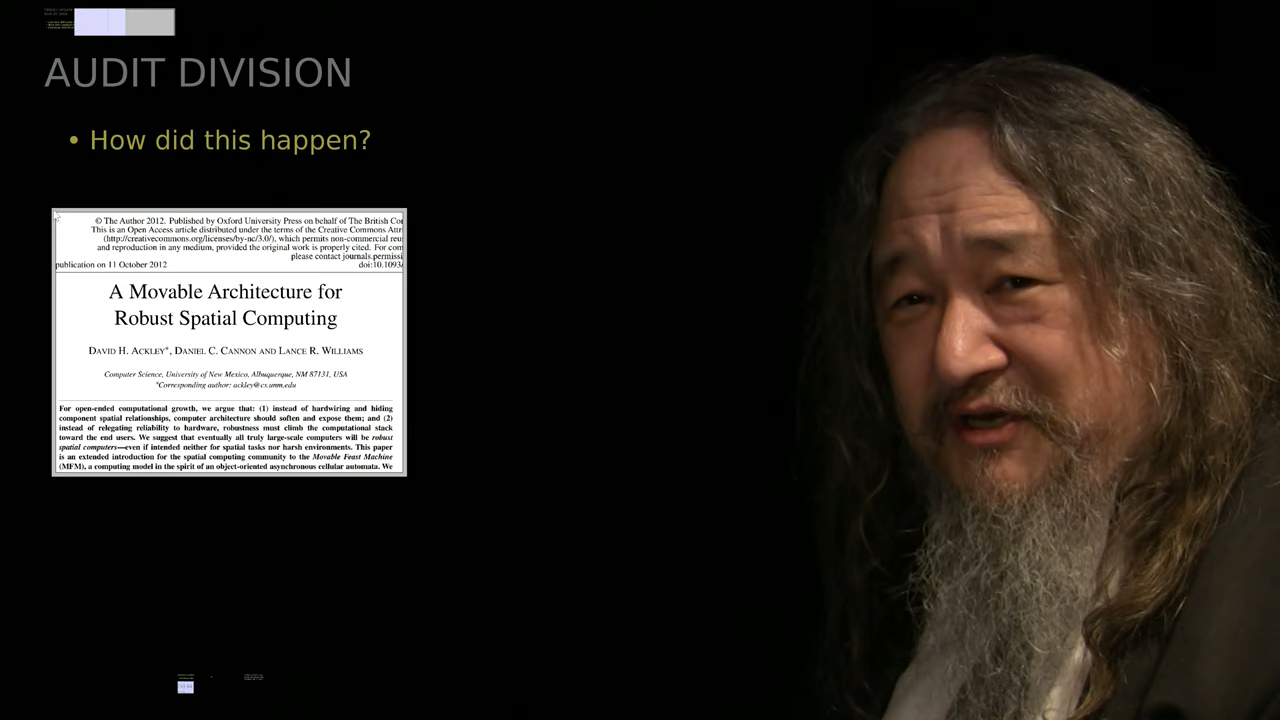 AUDIT DIVISION
• How did this happen?
© The Author 2012. Published by Oxford University Press on behalf of The British Co
This is an Open Access article distributed under the terms of the Creative Commons Attr
(http://creativecommons.org/licenses/by-nc/3.0/), which permits non-commercial reu
and reproduction in any medium, provided the original work is properly cited. For com
please contact journals.permissi
publication on 11 October 2012 doi:10.1093/
A Movable Architecture for
Robust Spatial Computing
DAVID H. ACKLEY*, DANIEL C. CANNON AND LANCE R. WILLIAMS
Computer Science, University of New Mexico, Albuquerque, NM 87131, USA
*Corresponding author: ackley@cs.unm.edu
For open-ended computational growth, we argue that: (1) instead of hardwiring and hiding
component spatial relationships, computer architecture should soften and expose them; and (2)
instead of relegating reliability to hardware, robustness must climb the computational stack
toward the end users. We suggest that eventually all truly large-scale computers will be robust
spatial computers—even if intended neither for spatial tasks nor harsh environments. This paper
is an extended introduction for the spatial computing community to the Movable Feast Machine
(MFM), a computing model in the spirit of an object-oriented asynchronous cellular automata. We